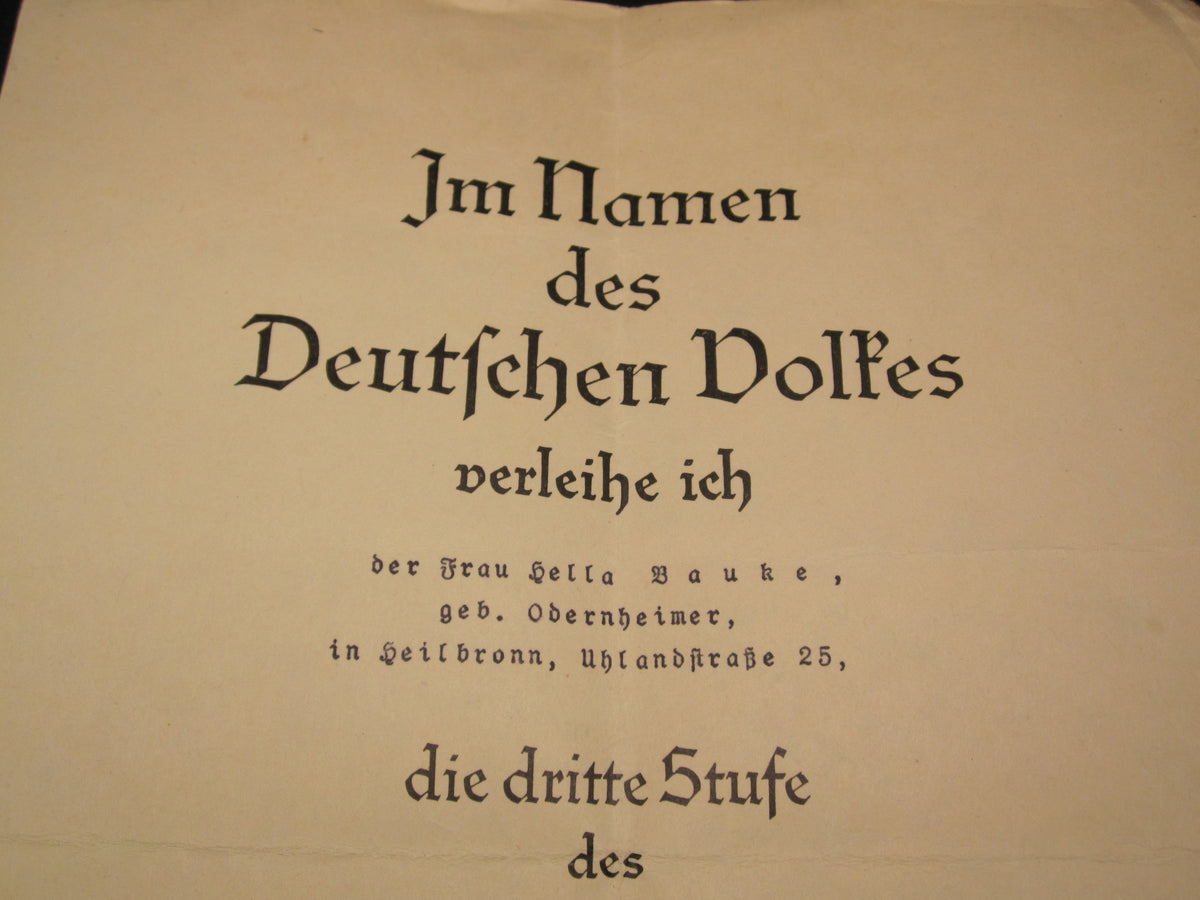 Im Namen
des
Deutſchen Volkes
verleihe ich
der Frau Hella Bauke,
geb. Odernheimer,
in Heilbronn, Uhlandſtraße 25,
die dritte Stufe
des